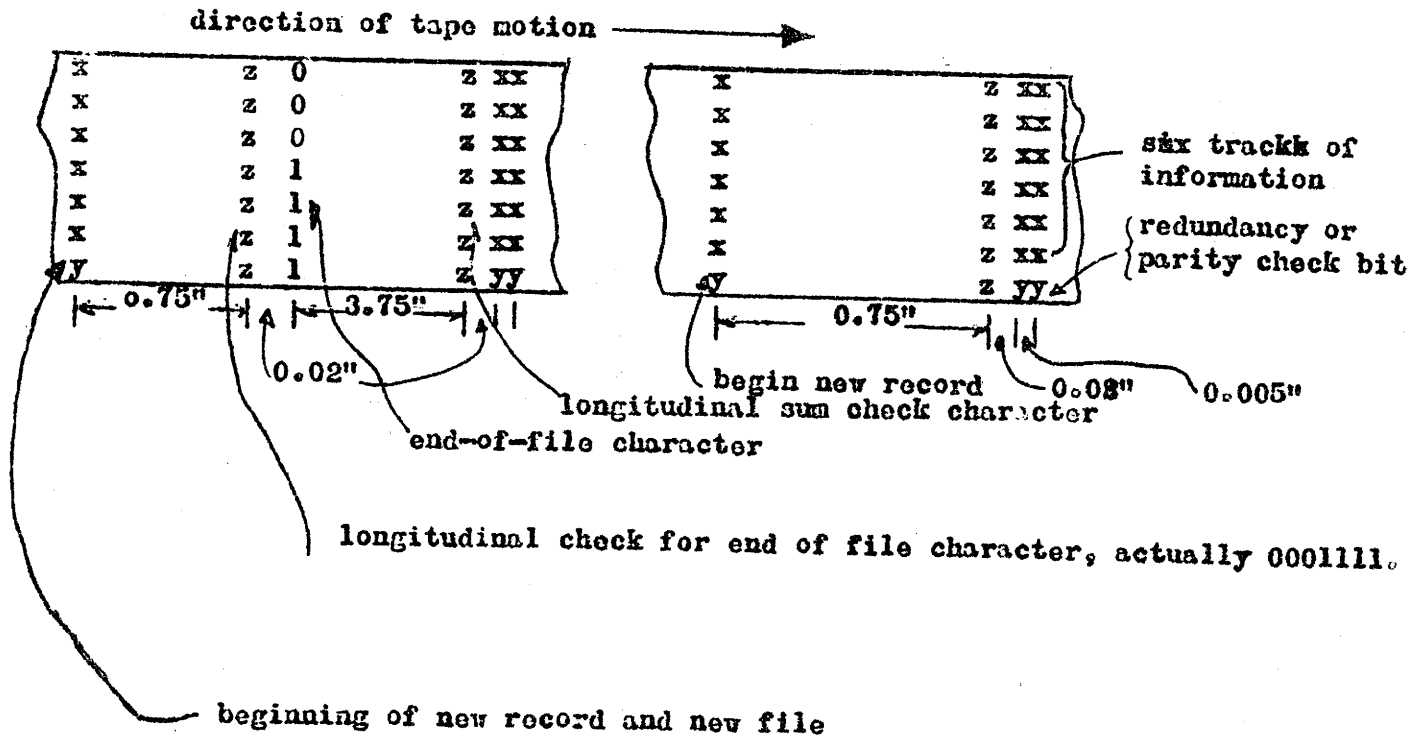 direction of tape motion
x z 0 z xx x z xx
x z 0 z xx x z xx
x z 0 z xx x z xx
x z 1 z xx x z xx
x z 1 z xx x z xx
x z 1 z xx x z xx
y z 1 z yy y z yy
six trackk of
information
redundancy or
parity check bit
0.75" 3.75" 0.75"
0.02" 0.005"
begin new record
longitudinal sum check character
end-of-file character
longitudinal check for end of file character, actually 0001111.
beginning of new record and new file